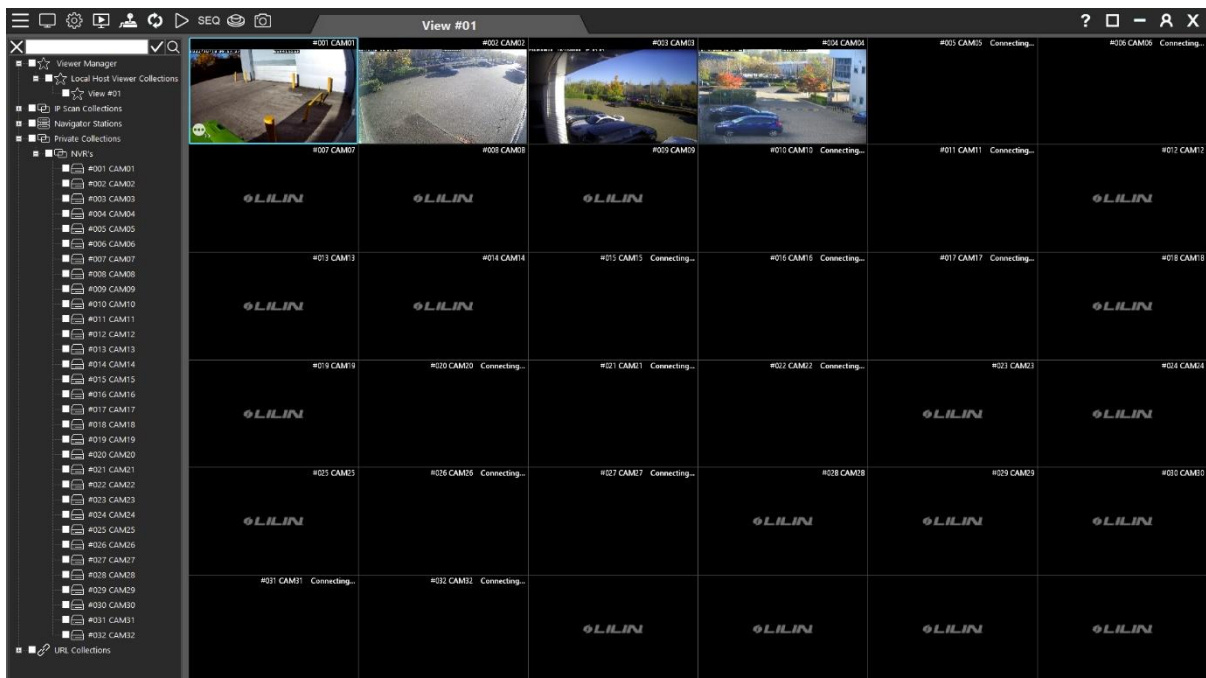 SEQ
View #01
?
X
X
Viewer Manager
Local Host Viewer Collections
View #01
IP Scan Collections
Navigator Stations
Private Collections
NVR's
#001 CAM01
#002 CAM02
#003 CAM03
#004 CAM04
#005 CAM05
#006 CAM06
#007 CAM07
#008 CAM08
#009 CAM09
#010 CAM10
#011 CAM11
#012 CAM12
#013 CAM13
#014 CAM14
#015 CAM15
#016 CAM16
#017 CAM17
#018 CAM18
#019 CAM19
#020 CAM20
#021 CAM21
#022 CAM22
#023 CAM23
#024 CAM24
#025 CAM25
#026 CAM26
#027 CAM27
#028 CAM28
#029 CAM29
#030 CAM30
#031 CAM31
#032 CAM32
URL Collections
#001 CAM01
#002 CAM02
#003 CAM03
#004 CAM04
#005 CAM05 Connecting...
#006 CAM06 Connecting...
#007 CAM07
#008 CAM08
#009 CAM09
#010 CAM10 Connecting...
#011 CAM11 Connecting...
#012 CAM12
LILIN
LILIN
LILIN
LILIN
#013 CAM13
#014 CAM14
#015 CAM15 Connecting...
#016 CAM16 Connecting...
#017 CAM17 Connecting...
#018 CAM18
LILIN
LILIN
LILIN
#019 CAM19
#020 CAM20 Connecting...
#021 CAM21 Connecting...
#022 CAM22 Connecting...
#023 CAM23
#024 CAM24
LILIN
LILIN
LILIN
#025 CAM25
#026 CAM26 Connecting...
#027 CAM27 Connecting...
#028 CAM28
#029 CAM29
#030 CAM30
LILIN
LILIN
LILIN
LILIN
#031 CAM31 Connecting...
#032 CAM32 Connecting...
LILIN
LILIN
LILIN
LILIN